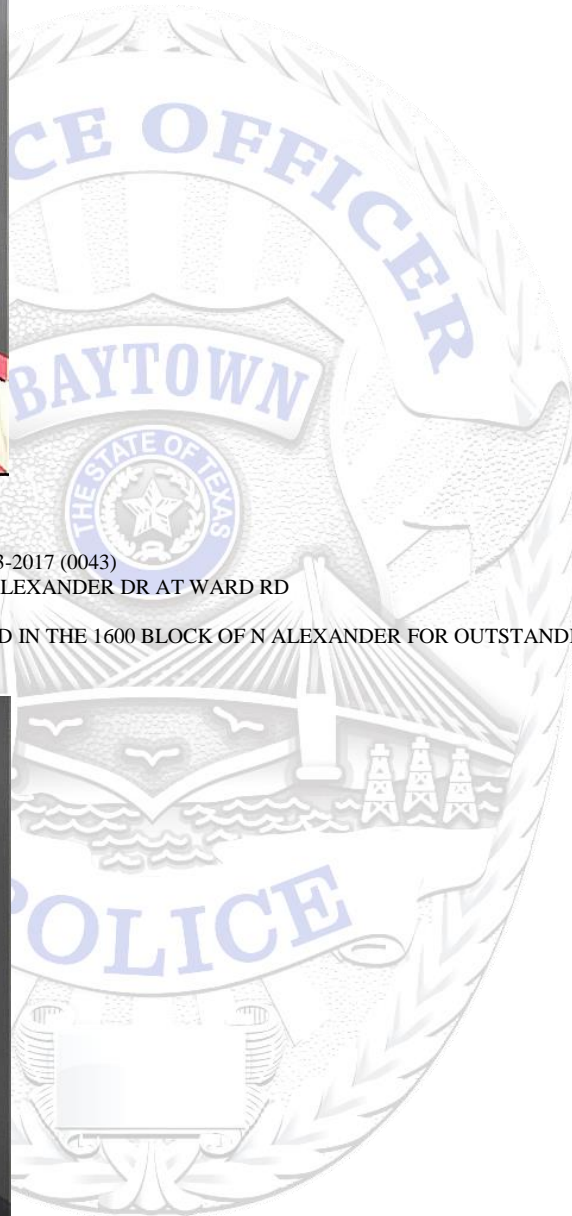 CE OFFICER
BAYTOWN
THE STATE OF TEXAS
3-2017 (0043)
LEXANDER DR AT WARD RD
D IN THE 1600 BLOCK OF N ALEXANDER FOR OUTSTAND
POLICE